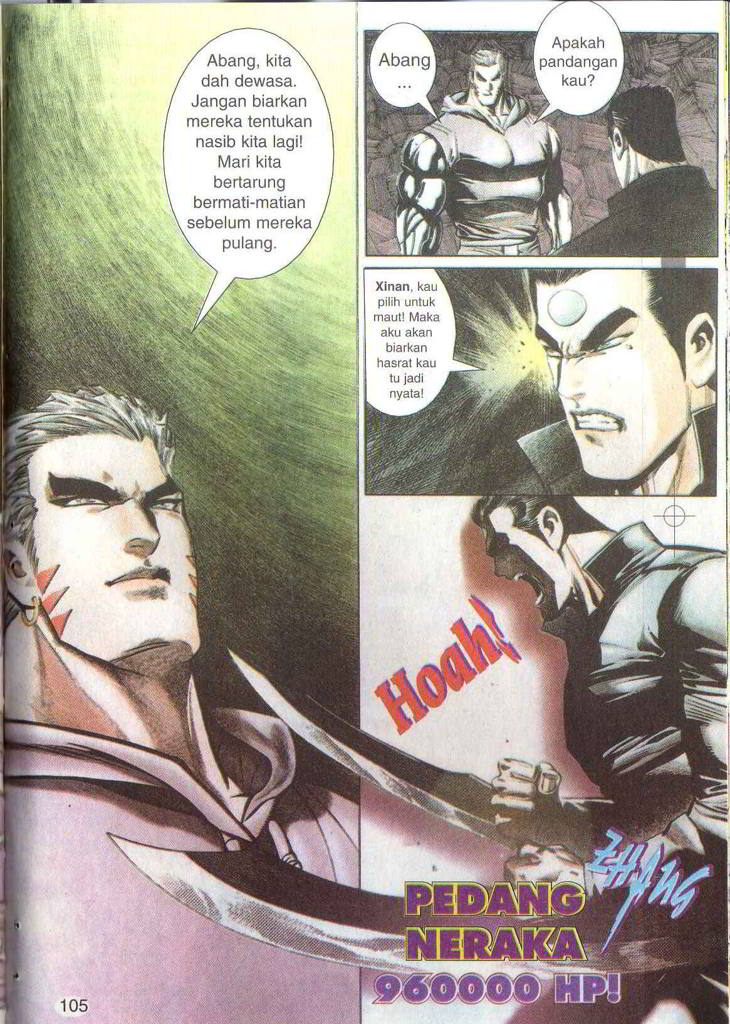 Abang, kita
dah dewasa.
Jangan biarkan
mereka tentukan
nasib kita lagi!
Mari kita
bertarung
bermati-matian
sebelum mereka
pulang.
Abang
...
Apakah
pandangan
kau?
Xinan, kau
pilih untuk
maut! Maka
aku akan
biarkan
hasrat kau
tu jadi
nyata!
Hoah!
ZHANG
PEDANG
NERAKA
960000 HP!
105